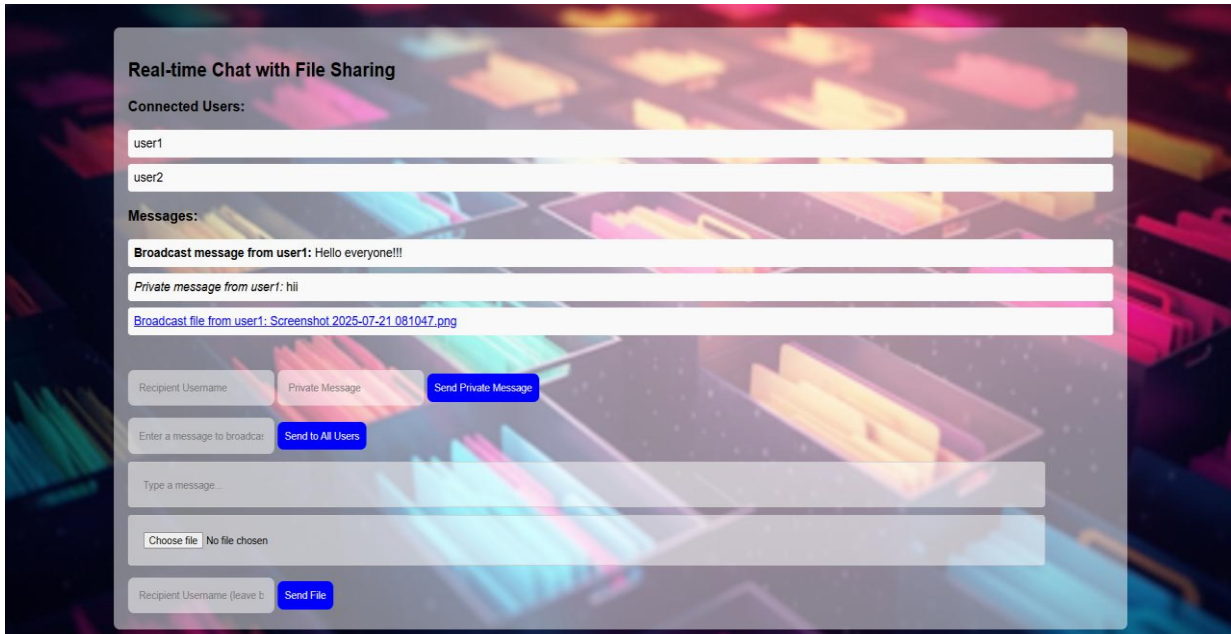 Real-time Chat with File Sharing
Connected Users:
user1
user2
Messages:
Broadcast message from user1: Hello everyone!!!
Private message from user1: hii
Broadcast file from user1: Screenshot 2025-07-21 081047.png
Recipient Username Private Message Send Private Message
Enter a message to broadcas Send to All Users
Type a message...
Choose file No file chosen
Recipient Username (leave b Send File